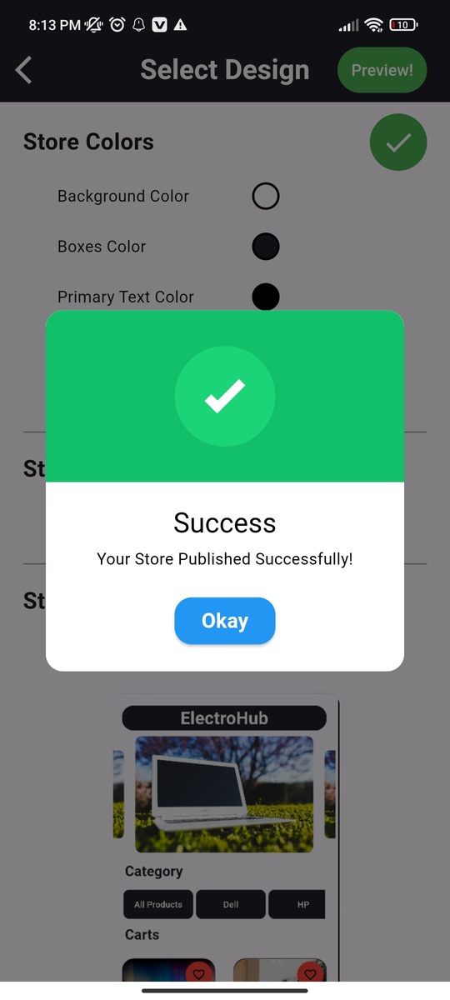 8:13 PM
10
Select Design
Preview!
Store Colors
Background Color
Boxes Color
Primary Text Color
St
St
Success
Your Store Published Successfully!
Okay
ElectroHub
Category
All Products
Dell
HP
Carts